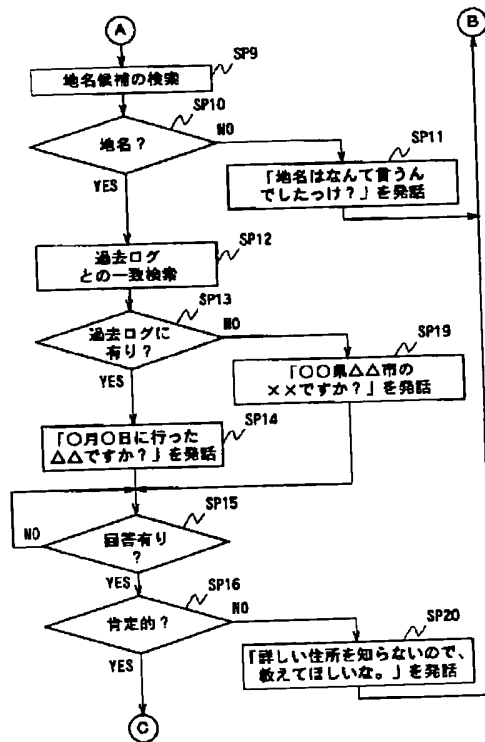 A
B
SP9
地名候補の検索
SP10
地名?
NO
YES
SP11
「地名はなんて言うん
でしたっけ?」を発話
SP12
過去ログ
との一致検索
SP13
過去ログに
有り?
NO
YES
SP19
「〇〇県△△市の
××ですか?」を発話
SP14
「〇月〇日に行った
△△ですか?」を発話
SP15
回答有り
?
NO
YES
SP16
肯定的?
NO
YES
SP20
「詳しい住所を知らないので、
教えてほしいな。」を発話
C